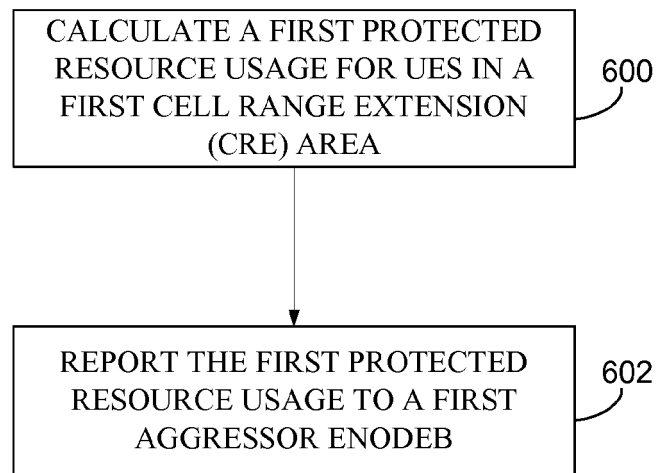 CALCULATE A FIRST PROTECTED
RESOURCE USAGE FOR UES IN A
FIRST CELL RANGE EXTENSION
(CRE) AREA
600
REPORT THE FIRST PROTECTED
RESOURCE USAGE TO A FIRST
AGGRESSOR ENODEB
602